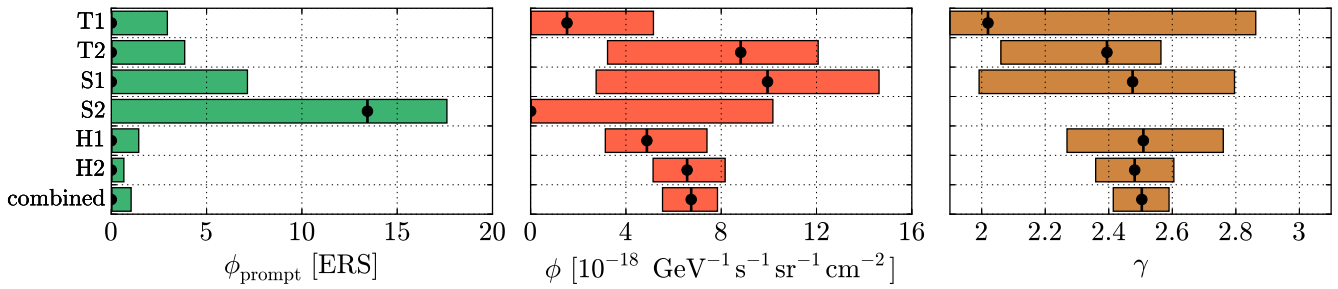 T1
T2
S1
S2
H1
H2
combined
0 5 10 15 20
ϕ_prompt [ERS]
0 4 8 12 16
ϕ [10⁻¹⁸ GeV⁻¹ s⁻¹ sr⁻¹ cm⁻²]
2 2.2 2.4 2.6 2.8 3
γ